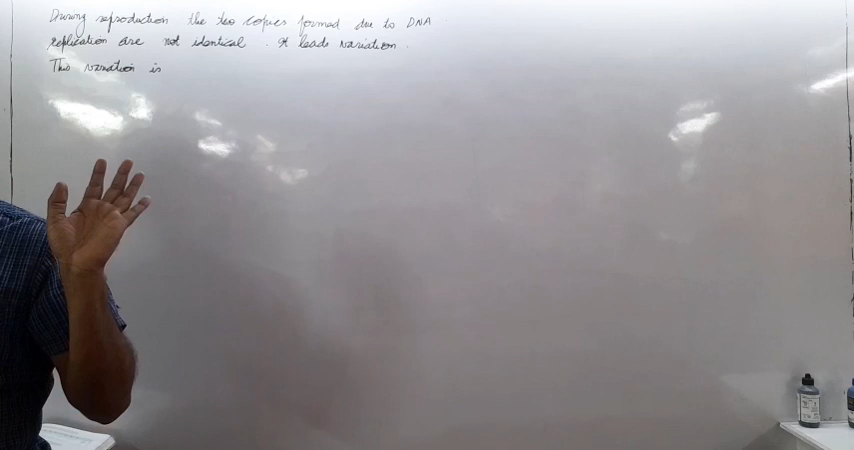 During reproduction the two copies formed due to DNA
replication are not identical. It leads variation.
This variation is